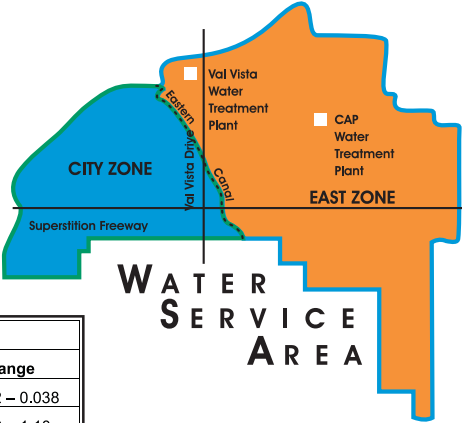 Val Vista
Water
Treatment
Plant
CAP
Water
Treatment
Plant
Eastern
Canal
Val Vista Drive
CITY ZONE
EAST ZONE
Superstition Freeway
WATER
SERVICE
AREA
– 0.038